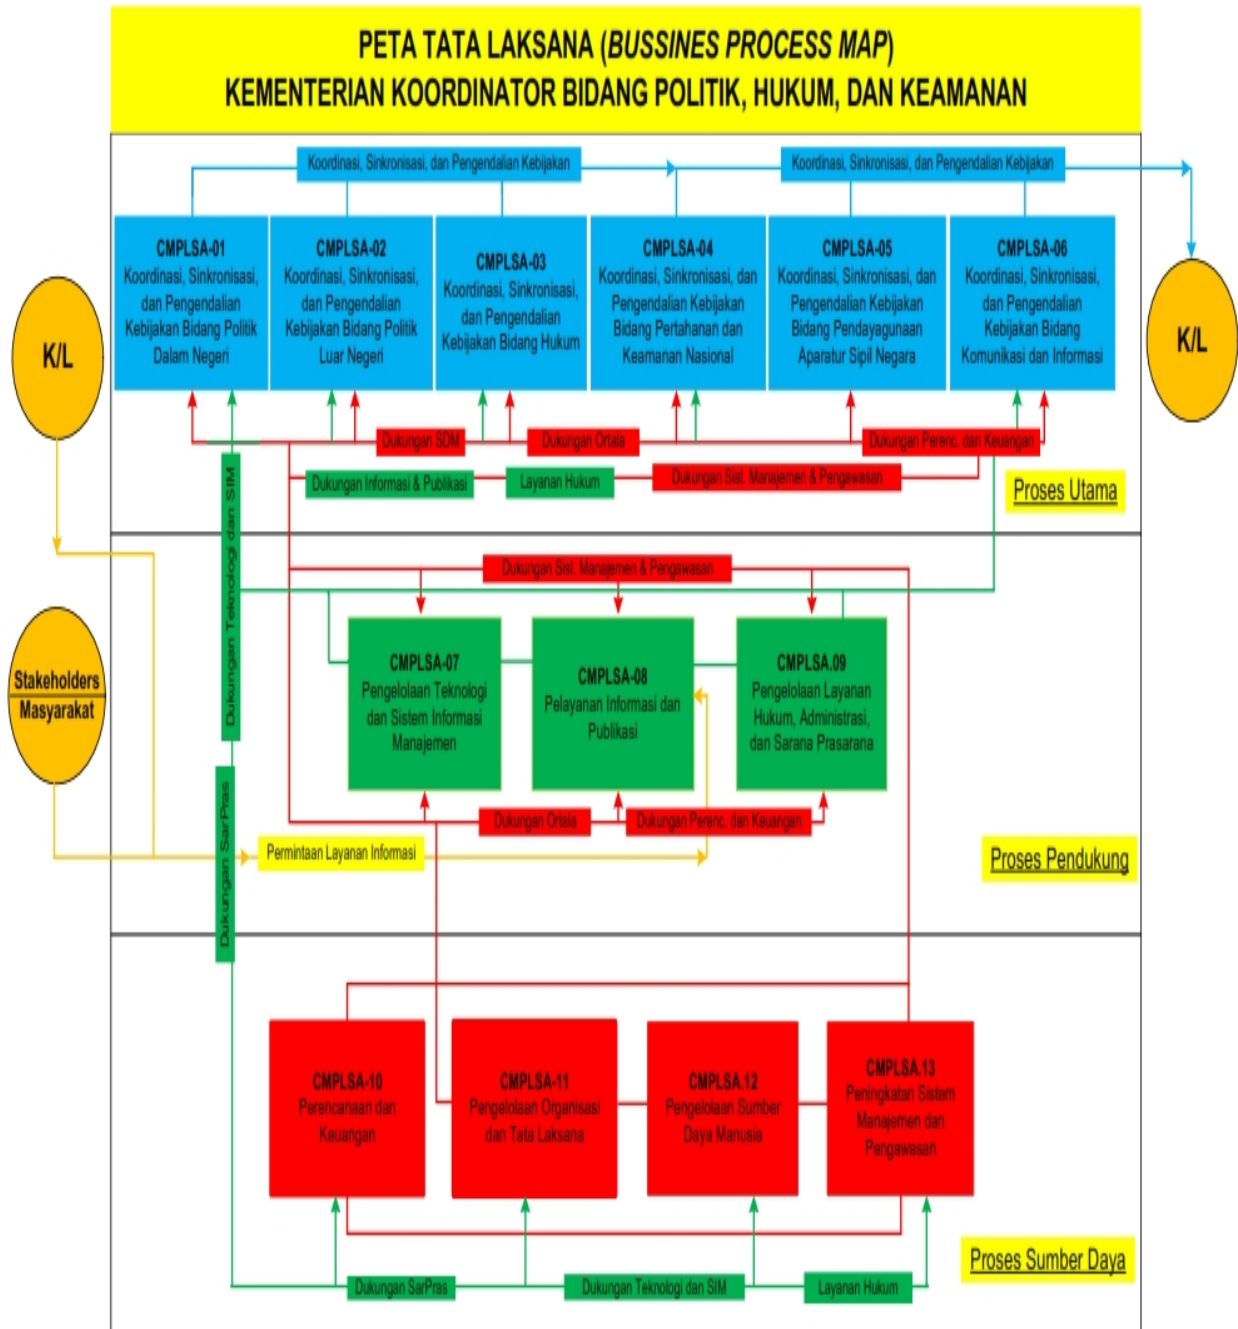 PETA TATA LAKSANA (BUSSINES PROCESS MAP)
KEMENTERIAN KOORDINATOR BIDANG POLITIK, HUKUM, DAN KEAMANAN
Koordinasi, Sinkronisasi, dan Pengendalian Kebijakan
Koordinasi, Sinkronisasi, dan Pengendalian Kebijakan
CMPLSA-01
Koordinasi, Sinkronisasi,
dan Pengendalian
Kebijakan Bidang Politik
Dalam Negeri
CMPLSA-02
Koordinasi, Sinkronisasi,
dan Pengendalian
Kebijakan Bidang Politik
Luar Negeri
CMPLSA-03
Koordinasi, Sinkronisasi,
dan Pengendalian
Kebijakan Bidang Hukum
CMPLSA-04
Koordinasi, Sinkronisasi, dan
Pengendalian Kebijakan
Bidang Pertahanan dan
Keamanan Nasional
CMPLSA-05
Koordinasi, Sinkronisasi, dan
Pengendalian Kebijakan
Bidang Pendayagunaan
Aparatur Sipil Negara
CMPLSA-06
Koordinasi, Sinkronisasi,
dan Pengendalian
Kebijakan Bidang
Komunikasi dan Informasi
K/L
K/L
Dukungan SDM
Dukungan Ortala
Dukungan Perenc. dan Keuangan
Dukungan Informasi & Publikasi
Layanan Hukum
Dukungan Sist. Manajemen & Pengawasan
Proses Utama
Dukungan Teknologi dan SIM
Dukungan Sist. Manajemen & Pengawasan
Stakeholders
Masyarakat
CMPLSA-07
Pengelolaan Teknologi
dan Sistem Informasi
Manajemen
CMPLSA-08
Pelayanan Informasi dan
Publikasi
CMPLSA.09
Pengelolaan Layanan
Hukum, Administrasi,
dan Sarana Prasarana
Dukungan SarPras
Dukungan Ortala
Dukungan Perenc. dan Keuangan
Permintaan Layanan Informasi
Proses Pendukung
CMPLSA-10
Perencanaan dan
Keuangan
CMPLSA-11
Pengelolaan Organisasi
dan Tata Laksana
CMPLSA.12
Pengelolaan Sumber
Daya Manusia
CMPLSA.13
Peningkatan Sistem
Manajemen dan
Pengawasan
Proses Sumber Daya
Dukungan SarPras
Dukungan Teknologi dan SIM
Layanan Hukum